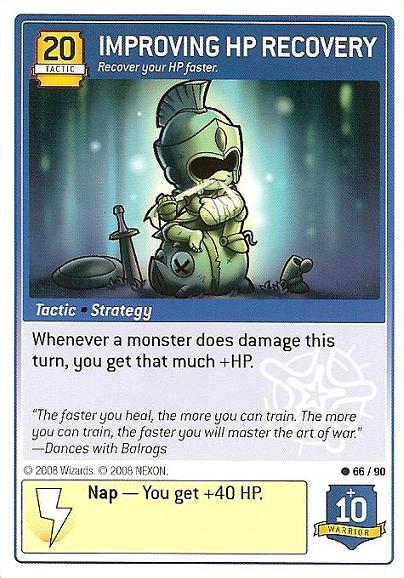 20
TACTIC
IMPROVING HP RECOVERY
Recover your HP faster.
Tactic • Strategy
Whenever a monster does damage this
turn, you get that much +HP.
"The faster you heal, the more you can train. The more
you can train, the faster you will master the art of war."
—Dances with Balrogs
© 2008 Wizards. © 2008 NEXON.
● 66 / 90
Nap — You get +40 HP.
+
10
WARRIOR